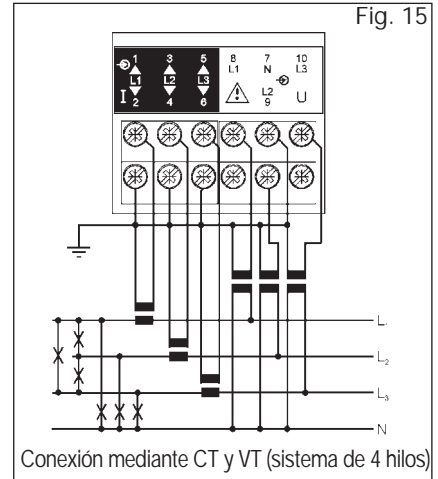 Fig. 15
1 3 5 8 7 10
L1 N L3
L1 L2 L3
I U
L2
2 4 6 9
L1
L2
L3
N
Conexión mediante CT y VT (sistema de 4 hilos)